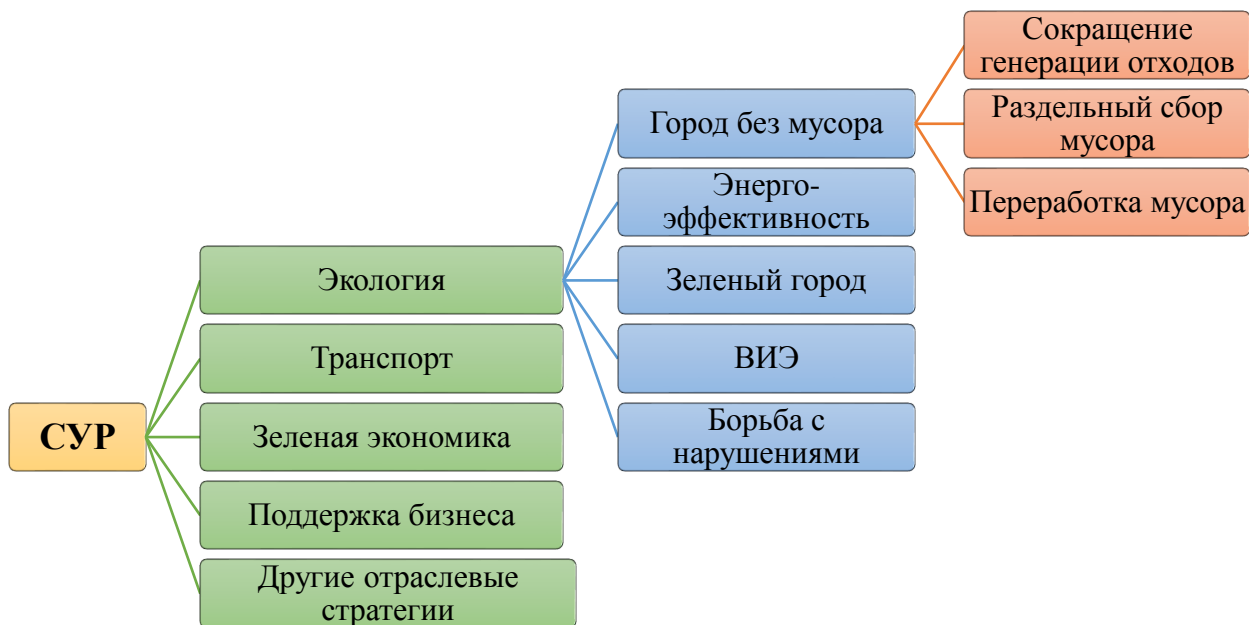 СУР
Экология
Транспорт
Зеленая экономика
Поддержка бизнеса
Другие отраслевые
стратегии
Город без мусора
Энерго-
эффективность
Зеленый город
ВИЭ
Борьба с
нарушениями
Сокращение
генерации отходов
Раздельный сбор
мусора
Переработка мусора